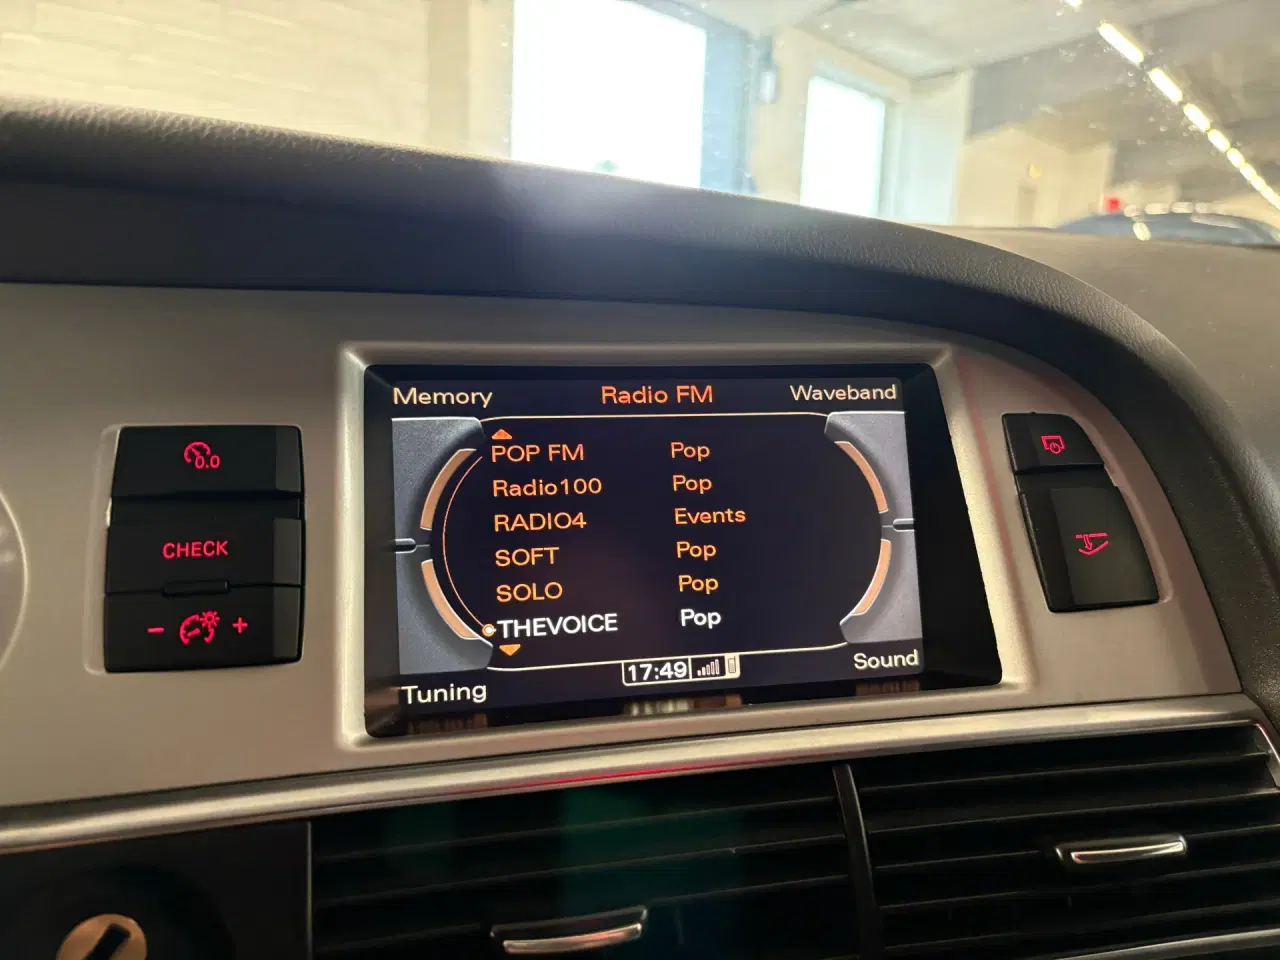 Memory Radio FM Waveband
POP FM Pop
Radio100 Pop
RADIO4 Events
SOFT Pop
SOLO Pop
THEVOICE Pop
17:49
Tuning Sound
0.0
CHECK
− +